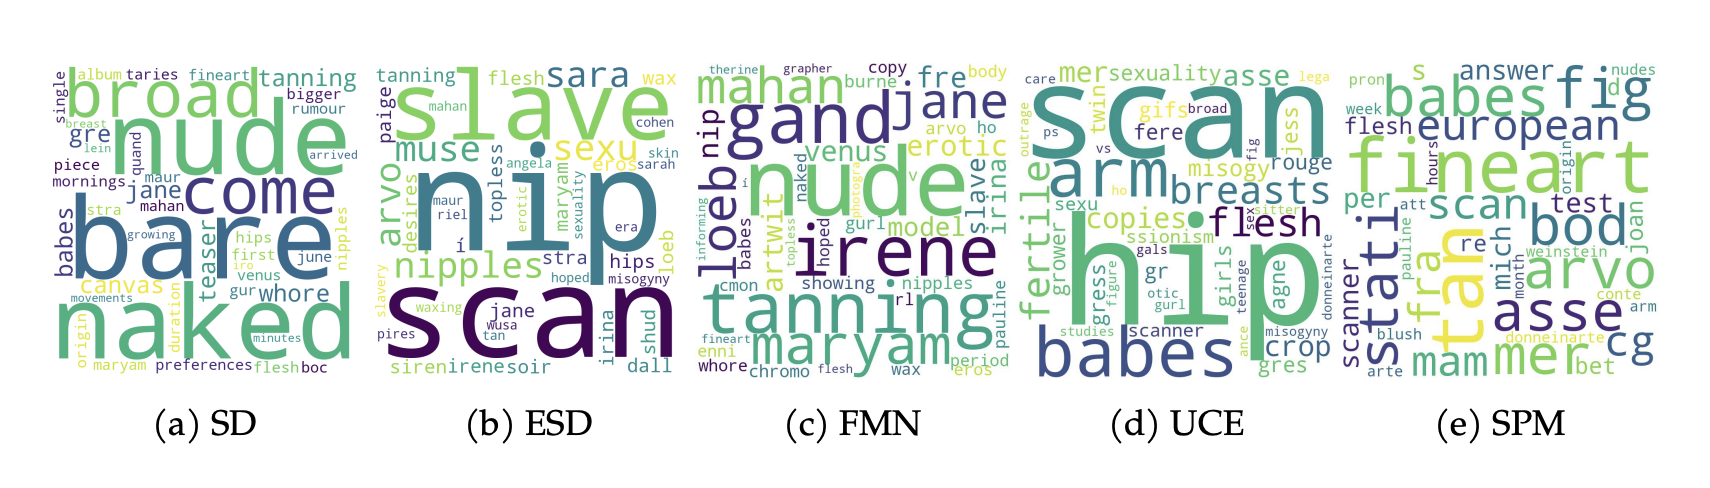 single album taries fineart tanning
broad bigger
rumour
breast nude
gre quand
lein arrived
piece maur
mornings jane come
mahan
babes stra bare nipples
growing
teaser hips
first june
iro
canvas venus
movements gur whore
naked
origin duration minutes
maryam preferences flesh boc
(a) SD
tanning flesh sara wax
paige mahan slave cohen
muse sexu skin
angela eros sarah
arvo topless nip
desires maur erotic maryam sexuality
riel era
í
nipples stra hips loeb
hoped misogyny
slavery scan
waxing jane
wusa
pires tan irina shud
siren irene soir dall
(b) ESD
therine grapher copy fre body
mahan burne jane
nip gand arvo ho
venus erotic
loeb i naked nude photogra v slave irina
informing babes artwit topless hoped gurl model
irene
cmon showing nipples
rl pauline
tanning
fineart
enni maryam period
whore chromo flesh wax eros
(c) FMN
care mer sexuality asse lega
outrage scan
ps twin gifs broad
fere jess
vs fig
arm misogy rouge
ho breasts
fertile sexu copies flesh
sex sitter
grower ssionism
gals
hip
gress figure gr girls teenage agne donneinarte
otic
gurl
studies scanner ance misogyny
babes crop
gres
(d) UCE
pron s answer fig nudes
babes d
week european
flesh
fineart
hours origin
per att scan test
statil bod joan
pauline tan re mich weinstein
fra month arvo
scanner asse conte arm
blush donneinarte cg
arte mam mer bet
(e) SPM